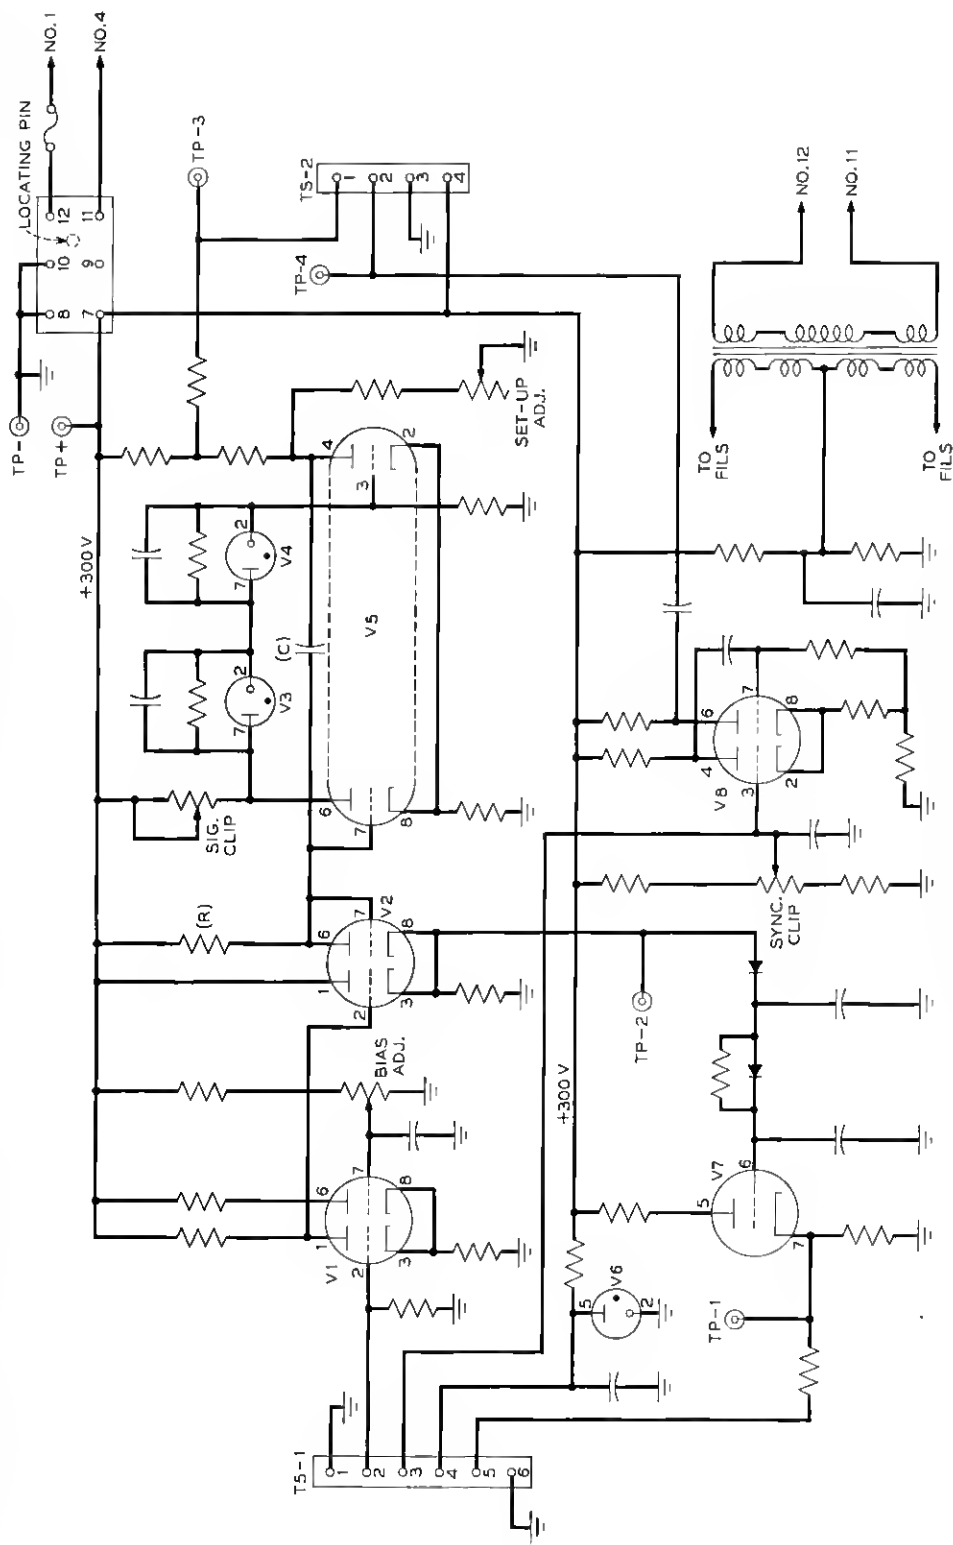 NO.1
NO.4
LOCATING PIN
12
11
10
9
8
7
TP-
TP+
TP-3
TS-2
1
2
3
4
TP-4
NO.12
NO.11
TO
FILS
TO
FILS
SET-UP
ADJ.
+300V
2
V4
7
2
V3
7
(C)
4
3
2
V5
6
7
8
SIG.
CLIP
(R)
6
7
V2
8
1
2
3
BIAS
ADJ.
6
7
8
1
V1
2
3
6
7
8
4
V8
3
2
SYNC.
CLIP
TP-2
+300V
V7
6
5
7
V6
5
2
TP-1
TS-1
1
2
3
4
5
6